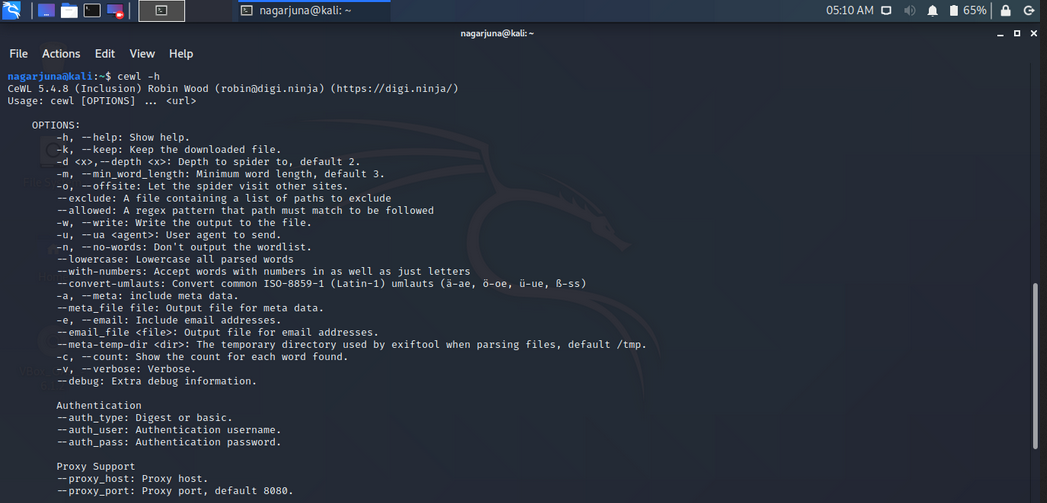 nagarjuna@kali: ~
05:10 AM
65%
nagarjuna@kali: ~
File Actions Edit View Help
nagarjuna@kali:~$ cewl -h
CeWL 5.4.8 (Inclusion) Robin Wood (robin@digi.ninja) (https://digi.ninja/)
Usage: cewl [OPTIONS] ... <url>
OPTIONS:
-h, --help: Show help.
-k, --keep: Keep the downloaded file.
-d <x>,--depth <x>: Depth to spider to, default 2.
-m, --min_word_length: Minimum word length, default 3.
-o, --offsite: Let the spider visit other sites.
--exclude: A file containing a list of paths to exclude
--allowed: A regex pattern that path must match to be followed
-w, --write: Write the output to the file.
-u, --ua <agent>: User agent to send.
-n, --no-words: Don't output the wordlist.
--lowercase: Lowercase all parsed words
--with-numbers: Accept words with numbers in as well as just letters
--convert-umlauts: Convert common ISO-8859-1 (Latin-1) umlauts (ä-ae, ö-oe, ü-ue, ß-ss)
-a, --meta: include meta data.
--meta_file file: Output file for meta data.
-e, --email: Include email addresses.
--email_file <file>: Output file for email addresses.
--meta-temp-dir <dir>: The temporary directory used by exiftool when parsing files, default /tmp.
-c, --count: Show the count for each word found.
-v, --verbose: Verbose.
--debug: Extra debug information.
Authentication
--auth_type: Digest or basic.
--auth_user: Authentication username.
--auth_pass: Authentication password.
Proxy Support
--proxy_host: Proxy host.
--proxy_port: Proxy port, default 8080.